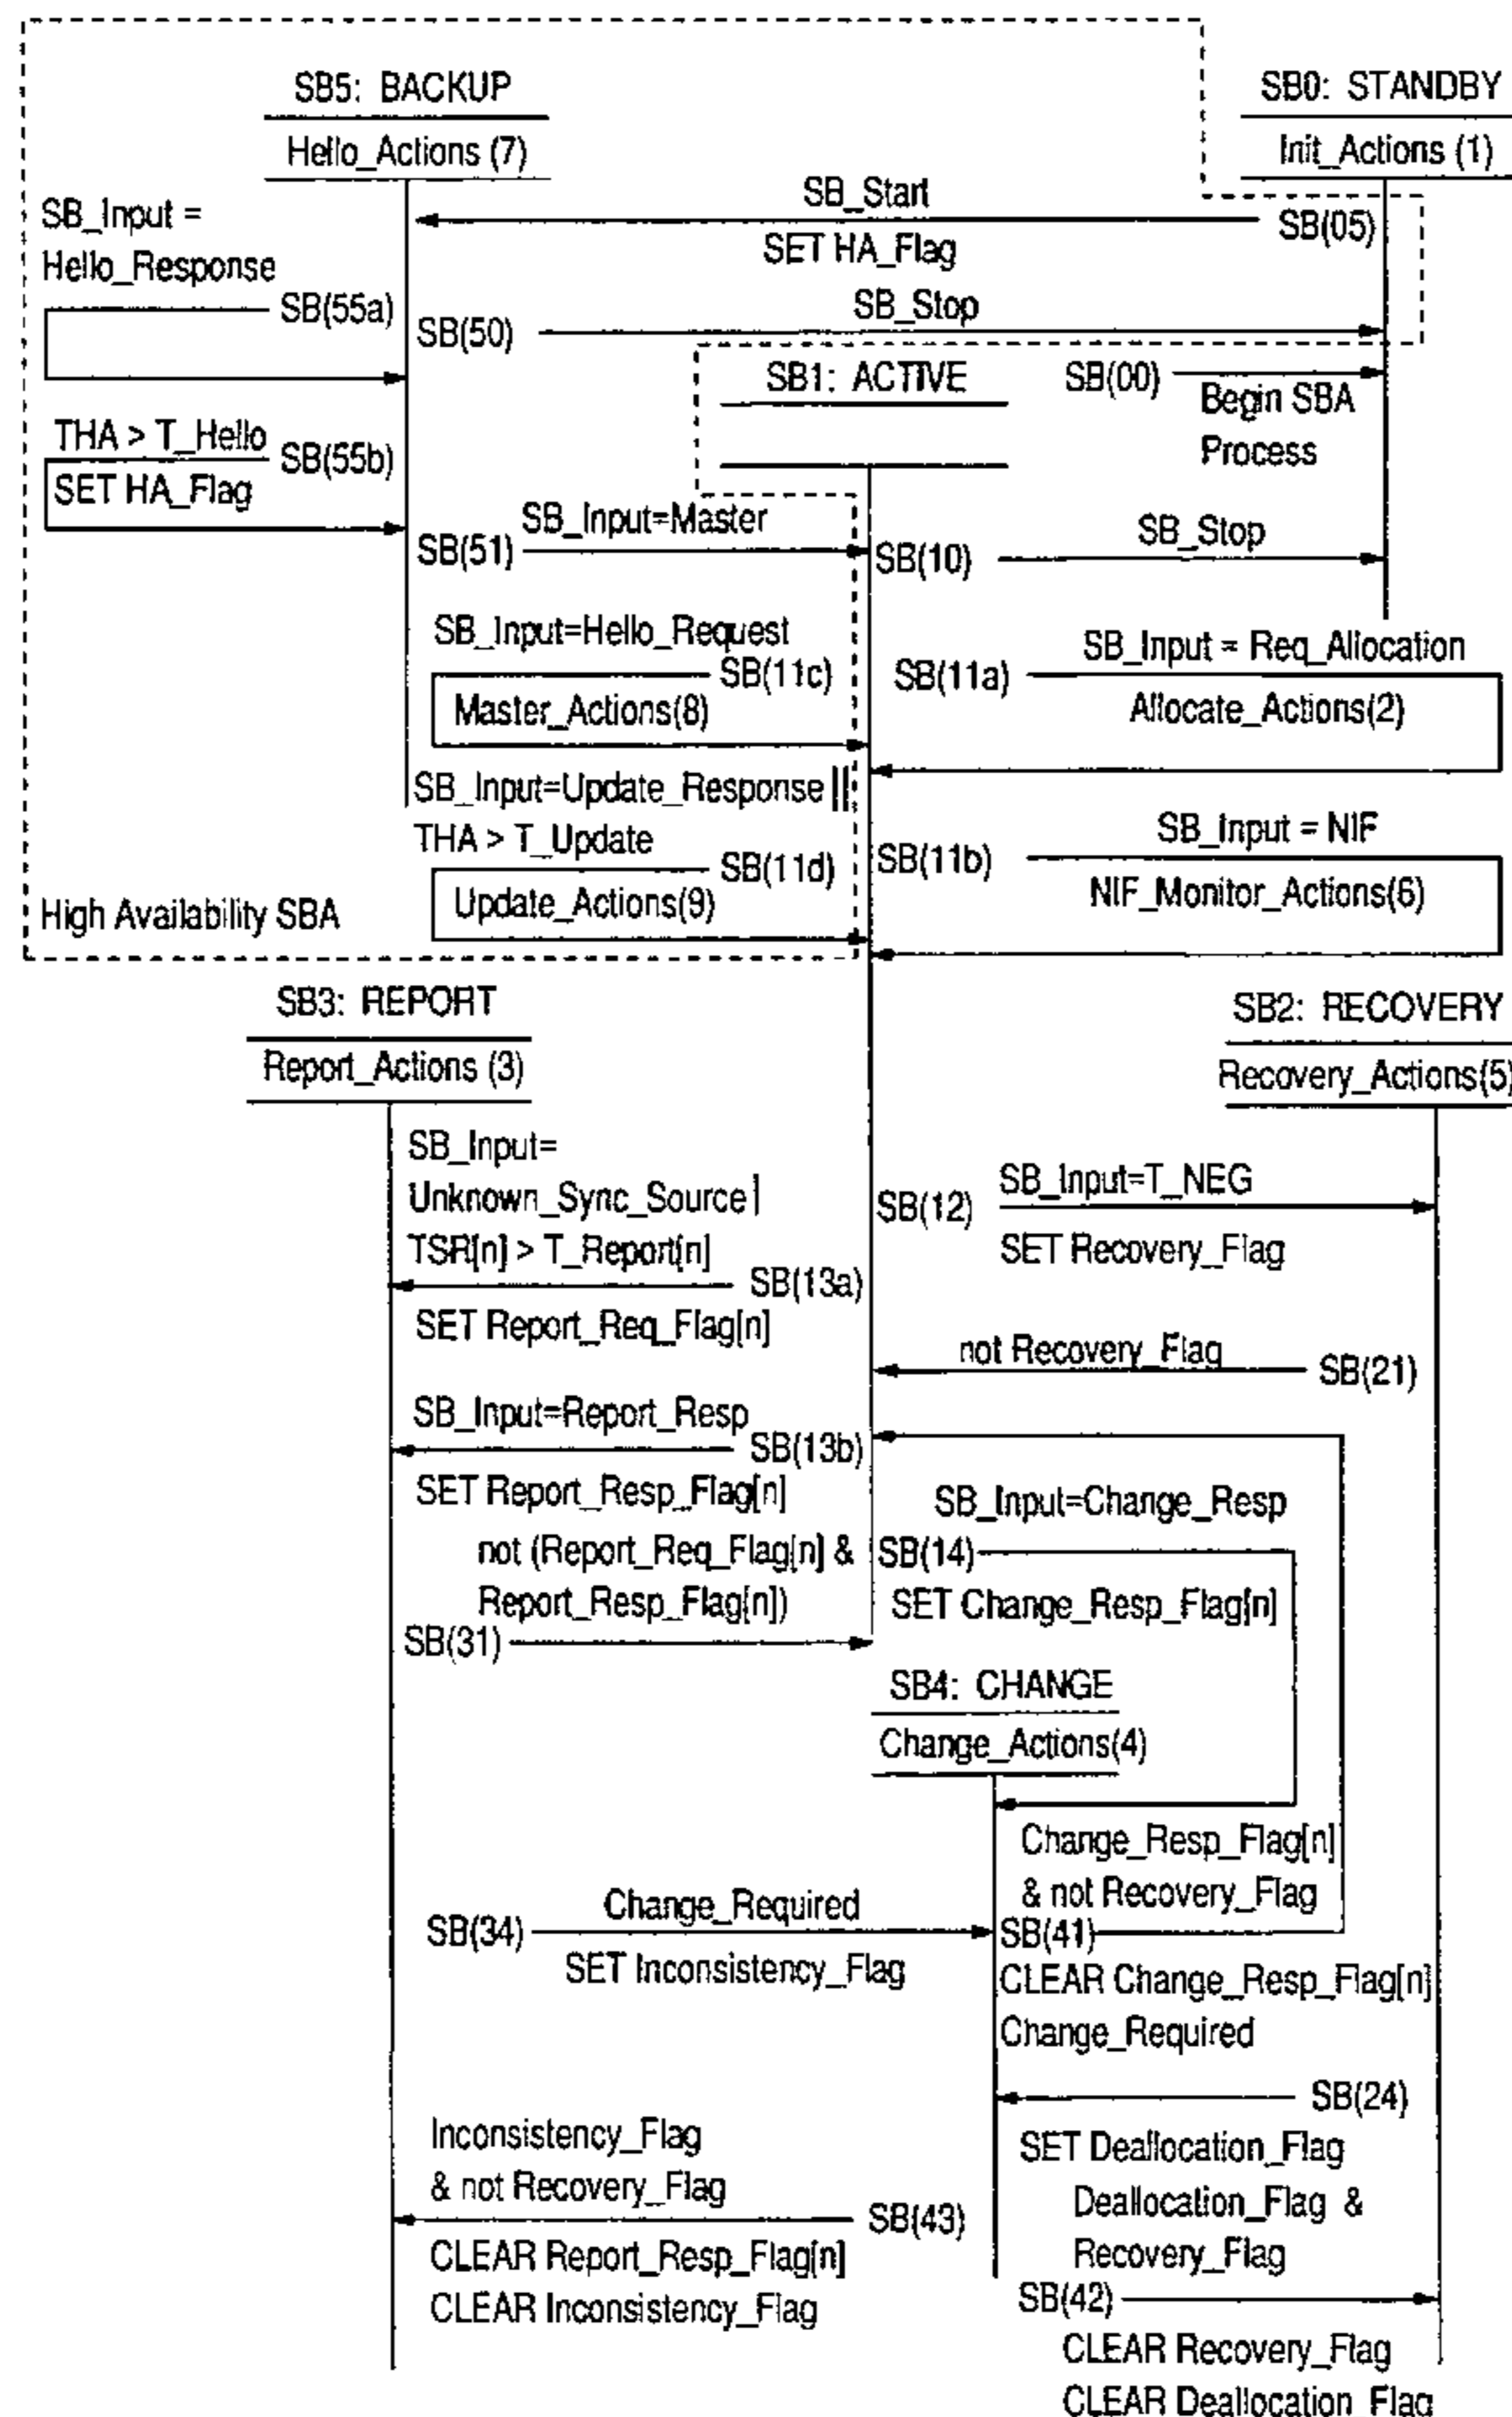 SB5: BACKUP
Hello_Actions (7)
SB0: STANDBY
Init_Actions (1)
SB_Start
SB(05)
SET HA_Flag
SB_Input =
Hello_Response
SB(55a)
SB_Stop
SB(50)
SB1: ACTIVE
SB(00)
Begin SBA
Process
THA > T_Hello
SB(55b)
SET HA_Flag
SB_Input=Master
SB(51)
SB_Stop
SB(10)
SB_Input=Hello_Request
SB(11c)
Master_Actions(8)
SB_Input = Req_Allocation
SB(11a)
Allocate_Actions(2)
SB_Input=Update_Response ||
THA > T_Update
SB(11d)
Update_Actions(9)
SB_Input = NIF
SB(11b)
NIF_Monitor_Actions(6)
High Availability SBA
SB3: REPORT
Report_Actions (3)
SB2: RECOVERY
Recovery_Actions(5)
SB_Input=
Unknown_Sync_Source |
TSR[n] > T_Report[n]
SB(13a)
SET Report_Req_Flag[n]
SB_Input=T_NEG
SB(12)
SET Recovery_Flag
not Recovery_Flag
SB(21)
SB_Input=Report_Resp
SB(13b)
SET Report_Resp_Flag[n]
SB_Input=Change_Resp
SB(14)
SET Change_Resp_Flag[n]
not (Report_Req_Flag[n] &
Report_Resp_Flag[n])
SB(31)
SB4: CHANGE
Change_Actions(4)
Change_Resp_Flag[n]
& not Recovery_Flag
SB(41)
CLEAR Change_Resp_Flag[n]
Change_Required
SB(34)
SET Inconsistency_Flag
Change_Required
SB(24)
SET Deallocation_Flag
Inconsistency_Flag
& not Recovery_Flag
SB(43)
CLEAR Report_Resp_Flag[n]
CLEAR Inconsistency_Flag
Deallocation_Flag &
Recovery_Flag
SB(42)
CLEAR Recovery_Flag
CLEAR Deallocation_Flag